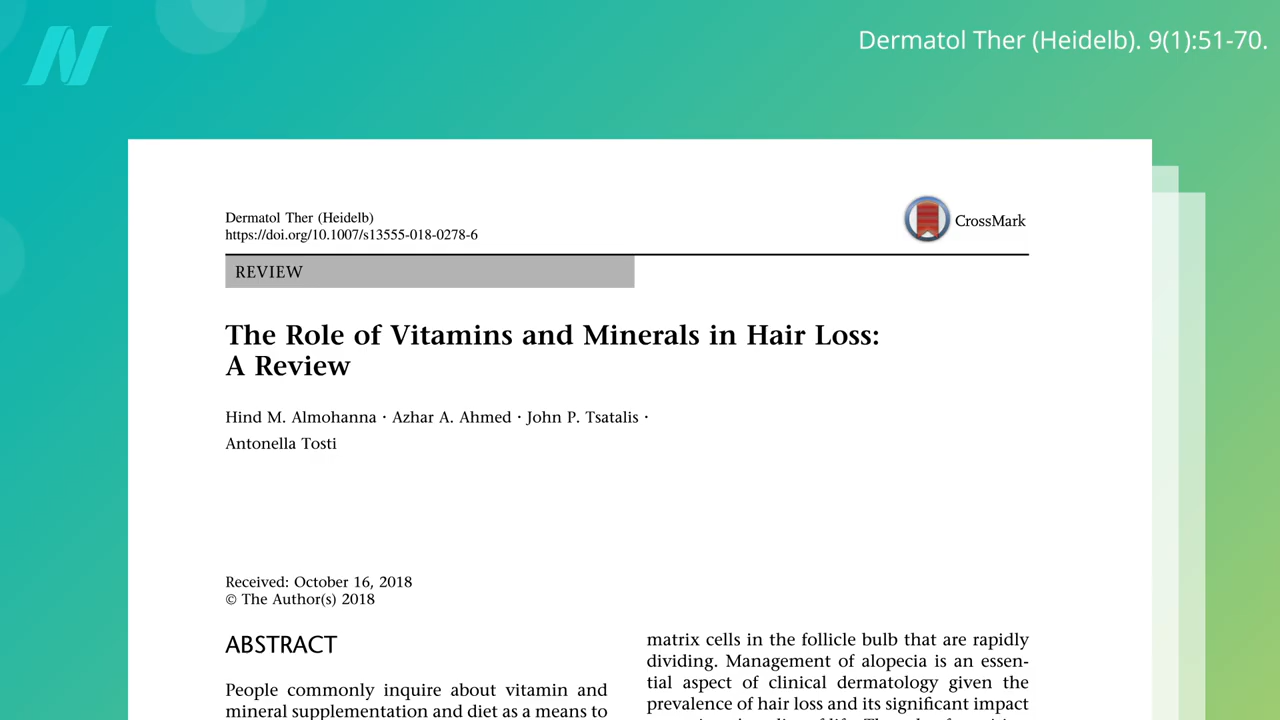 Dermatol Ther (Heidelb). 9(1):51-70.
Dermatol Ther (Heidelb)
https://doi.org/10.1007/s13555-018-0278-6
CrossMark
REVIEW
The Role of Vitamins and Minerals in Hair Loss:
A Review
Hind M. Almohanna · Azhar A. Ahmed · John P. Tsatalis ·
Antonella Tosti
Received: October 16, 2018
© The Author(s) 2018
ABSTRACT
People commonly inquire about vitamin and
mineral supplementation and diet as a means to
matrix cells in the follicle bulb that are rapidly
dividing. Management of alopecia is an essen-
tial aspect of clinical dermatology given the
prevalence of hair loss and its significant impact